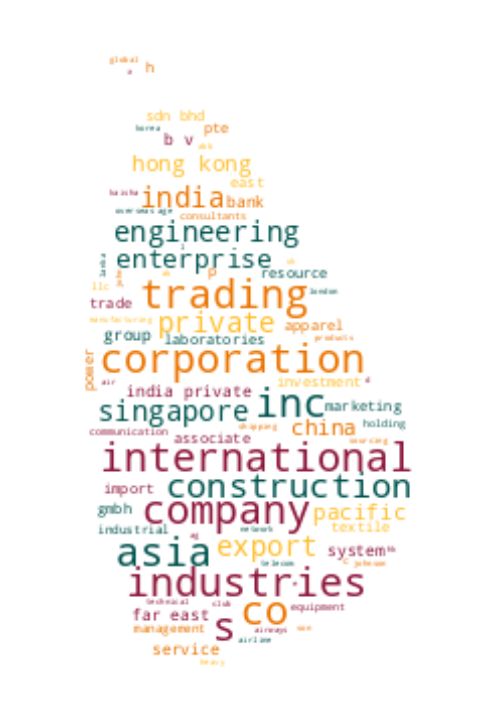 global
h
sdn bhd
korea
pte
b v
hong kong
east
kaisha
india bank
overseas age
consultants
engineering
enterprise
p
resource
llc
trading
london
trade
manufacturing
private apparel
group
laboratories
products
power
corporation
air
india private
investment
singapore inc marketing
holding
communication
associate
shipping
china
sourcing
international
import construction
gmbh company pacific
industrial
network
textile
ag
asia export system
telecom
c johnson
industries
technical
club
equipment
far east s co
management
airways
airline
service
heavy